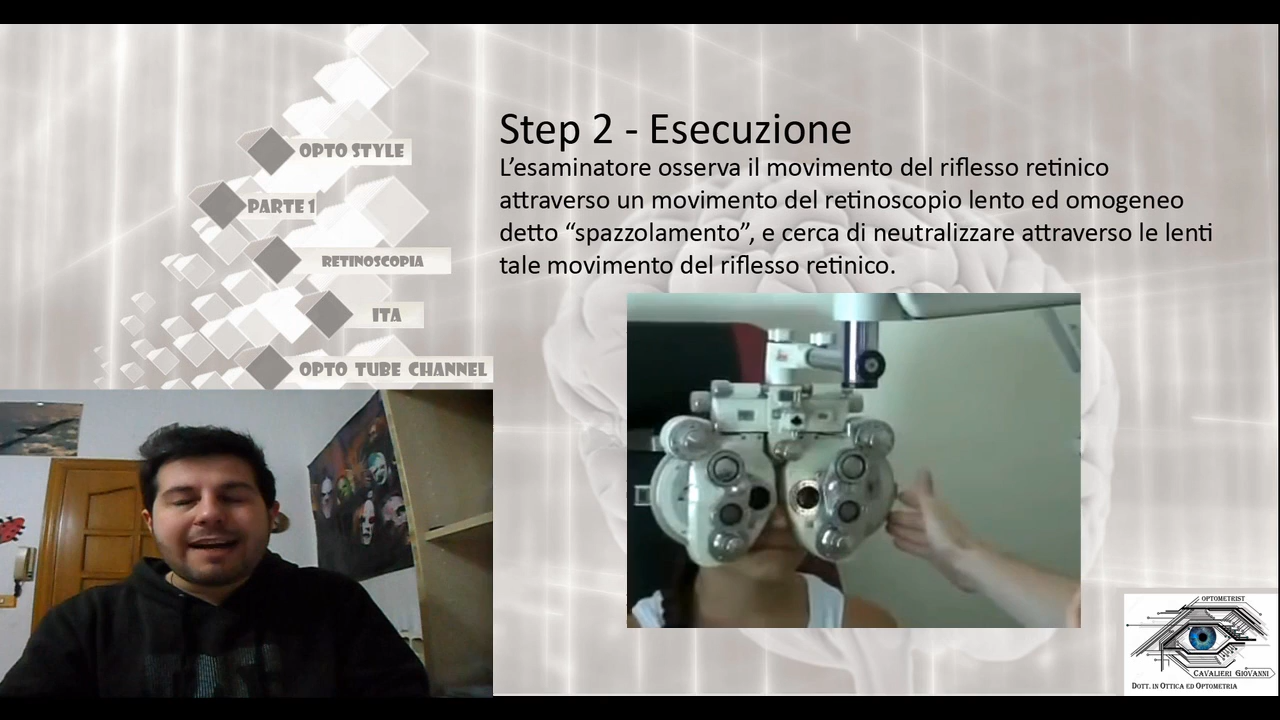 OPTO STYLE
PARTE 1
RETINOSCOPIA
ITA
OPTO TUBE CHANNEL
Step 2 - Esecuzione
L’esaminatore osserva il movimento del riflesso retinico
attraverso un movimento del retinoscopio lento ed omogeneo
detto “spazzolamento”, e cerca di neutralizzare attraverso le lenti
tale movimento del riflesso retinico.
OPTOMETRIST
CAVALIERI GIOVANNI
DOTT. IN OTTICA ED OPTOMETRIA